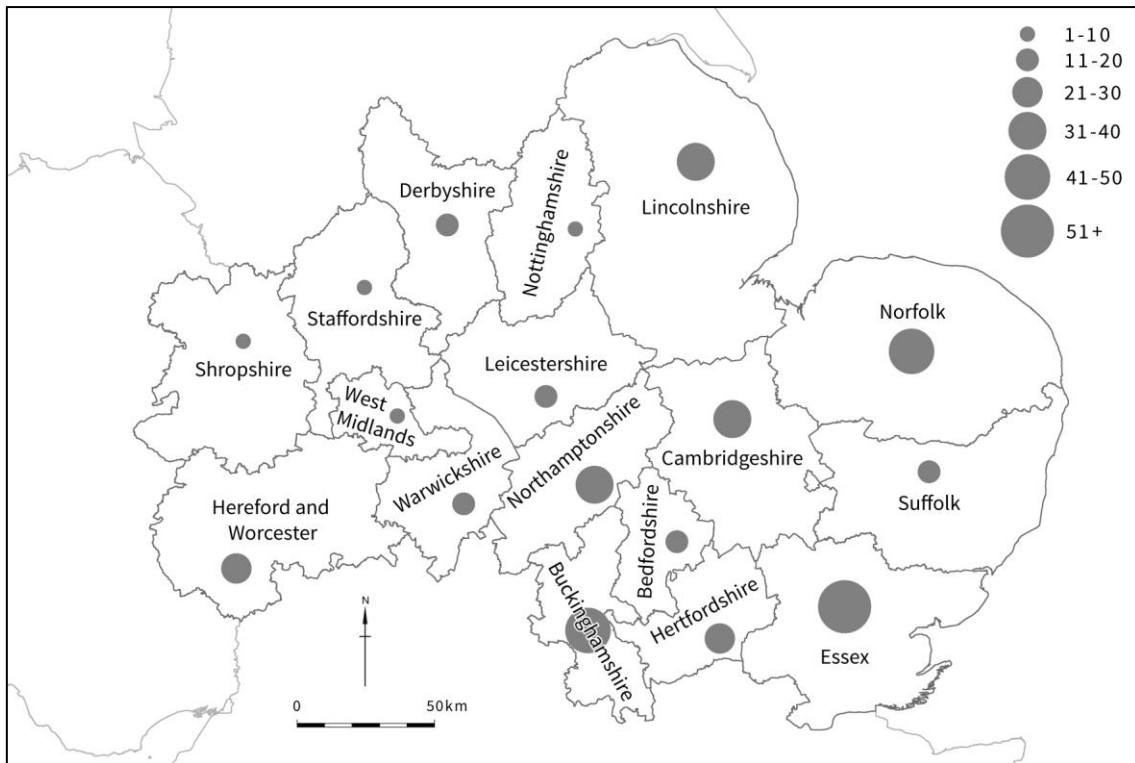 1-10
11-20
21-30
31-40
41-50
51+
Derbyshire
Nottinghamshire
Lincolnshire
Staffordshire
Shropshire
Norfolk
Leicestershire
West
Midlands
Northamptonshire
Cambridgeshire
Warwickshire
Suffolk
Hereford and
Worcester
Bedfordshire
Buckinghamshire
Hertfordshire
Essex
N
0
50km